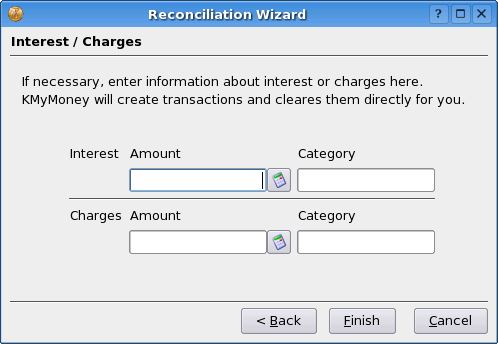 Reconciliation Wizard ?
Interest / Charges
If necessary, enter information about interest or charges here.
KMyMoney will create transactions and cleares them directly for you.
Interest Amount Category
Charges Amount Category
< Back Finish Cancel